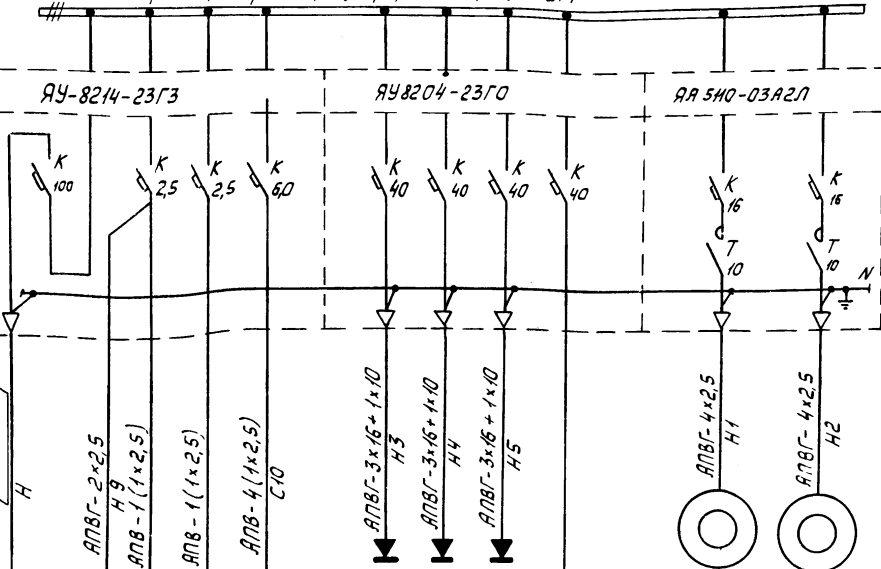 ЯУ-8214-23ГЗ
ЯУ8204-23ГО
ЯА 5110-03А2Л
К
100
К
2,5
К
2,5
К
6,0
К
40
К
40
К
40
К
40
К
16
К
16
Т
10
Т
10
N
Н
АПВГ-2×2,5
Н9
АПВ-1(1×2,5)
АПВ-1(1×2,5)
АПВ-4(1×2,5)
С10
АПВГ-3×16+1×10
Н3
АПВГ-3×16+1×10
Н4
АПВГ-3×16+1×10
Н5
АПВГ-4×2,5
Н1
АПВГ-4×2,5
Н2